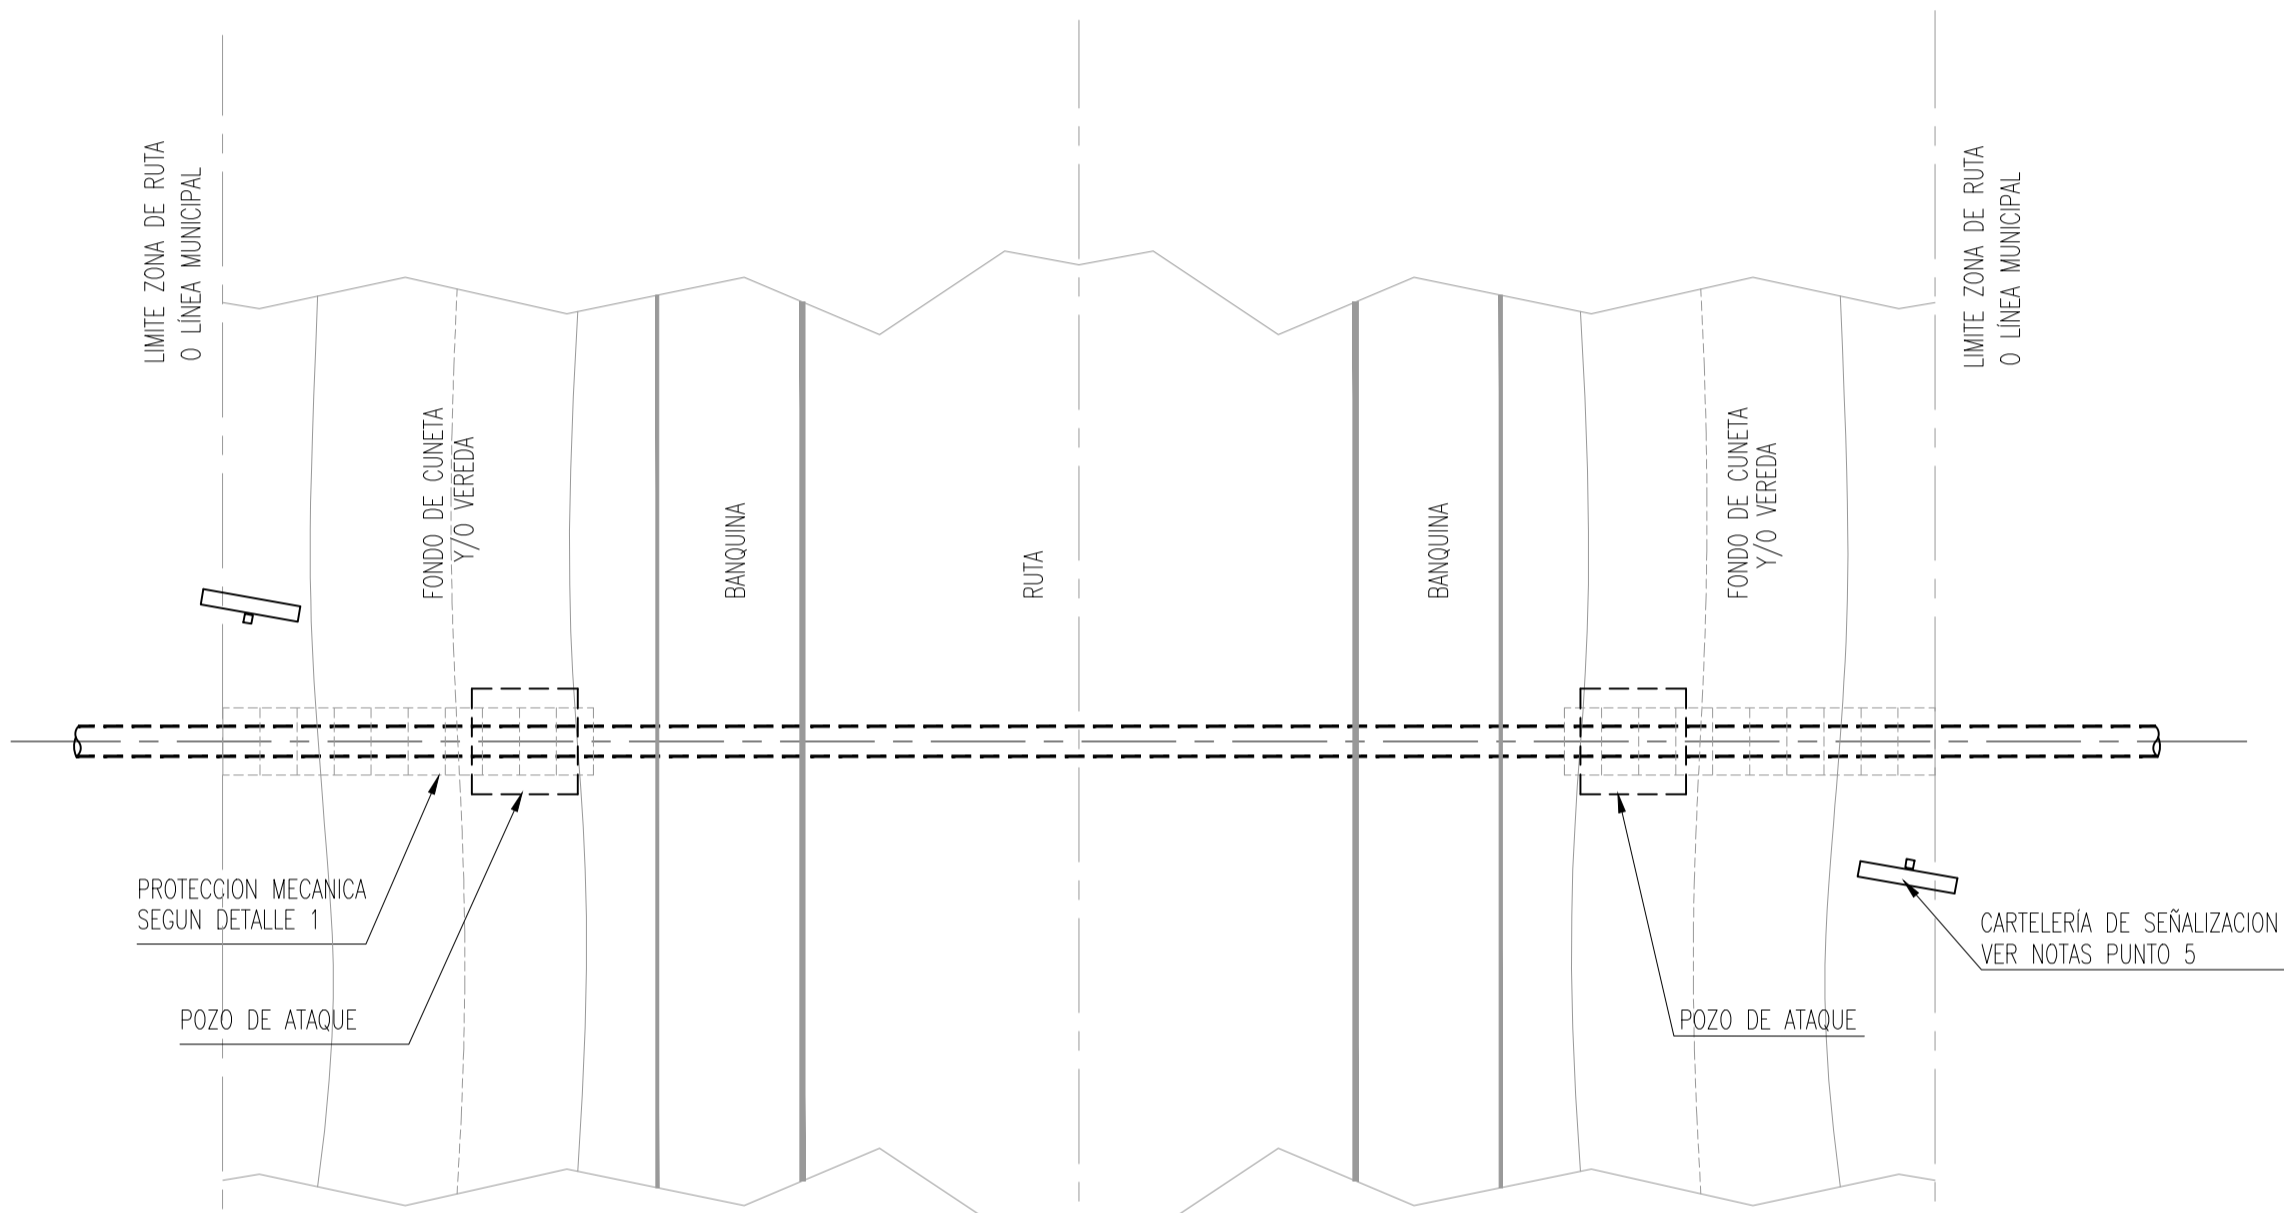 LIMITE ZONA DE RUTA
O LÍNEA MUNICIPAL
LIMITE ZONA DE RUTA
O LÍNEA MUNICIPAL
FONDO DE CUNETA
Y/O VEREDA
BANQUINA
RUTA
BANQUINA
FONDO DE CUNETA
Y/O VEREDA
PROTECCION MECANICA
SEGUN DETALLE 1
POZO DE ATAQUE
POZO DE ATAQUE
CARTELERÍA DE SEÑALIZACION
VER NOTAS PUNTO 5